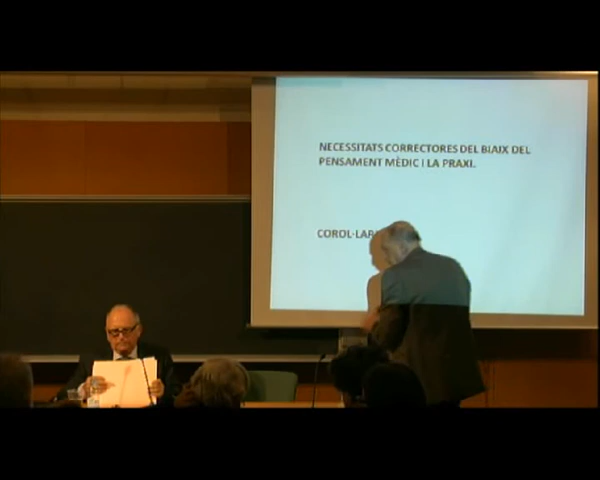 NECESSITATS CORRECTORES DEL BIAIX DEL
PENSAMENT MÈDIC I LA PRAXI.